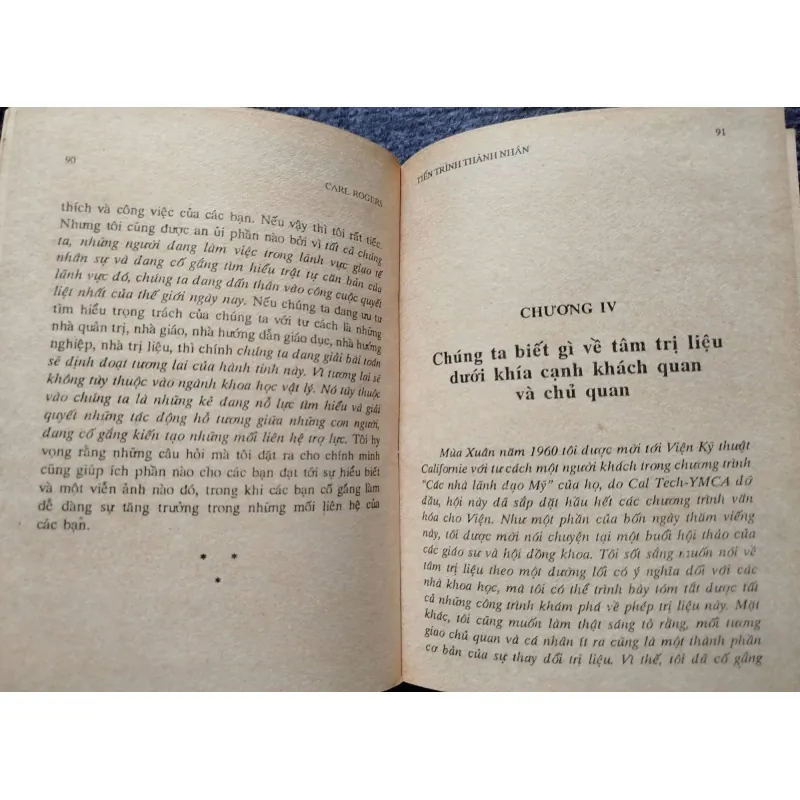 90
CARL ROGERS
thích và công việc của các bạn. Nếu vậy thì tôi rất tiếc.
Nhưng tôi cũng được an ủi phần nào bởi vì tất cả chúng
ta, những người đang làm việc trong lãnh vực giao tế
nhân sự và đang cố gắng tìm hiểu trật tự căn bản của
lãnh vực đó, chúng ta đang dấn thân vào công cuộc quyết
liệt nhất của thế giới ngày nay. Nếu chúng ta đang ưu tư
tìm hiểu trọng trách của chúng ta với tư cách là những
nhà quản trị, nhà giáo, nhà hướng dẫn giáo dục, nhà hướng
nghiệp, nhà trị liệu, thì chính chúng ta đang giải bài toán
sẽ định đoạt tương lai của hành tinh này. Vì tương lai sẽ
không tùy thuộc vào ngành khoa học vật lý. Nó tùy thuộc
vào chúng ta là những kẻ đang nỗ lực tìm hiểu và giải
quyết những tác động hỗ tương giữa những con người,
đang cố gắng kiến tạo những mối liên hệ trợ lực. Tôi hy
vọng rằng những câu hỏi mà tôi đặt ra cho chính mình
cũng giúp ích phần nào cho các bạn đạt tới sự hiểu biết
và một viễn ảnh nào đó, trong khi các bạn cố gắng làm
dễ dàng sự tăng trưởng trong những mối liên hệ của
các bạn.
* *
*
91
TIẾN TRÌNH THÀNH NHÂN
CHƯƠNG IV
Chúng ta biết gì về tâm trị liệu
dưới khía cạnh khách quan
và chủ quan
Mùa Xuân năm 1960 tôi được mời tới Viện Kỹ thuật
Californie với tư cách một người khách trong chương trình
"Các nhà lãnh đạo Mỹ" của họ, do Cal Tech-YMCA đỡ
đầu, hội này đã sắp đặt hầu hết các chương trình văn
hóa cho Viện. Như một phần của bốn ngày thăm viếng
này, tôi được mời nói chuyện tại một buổi hội thảo của
các giáo sư và hội đồng khoa. Tôi sốt sắng muốn nói về
tâm trị liệu theo một đường lối có ý nghĩa đối với các
nhà khoa học, mà tôi có thể trình bày tóm tắt được tất
cả những công trình khám phá về phép trị liệu này. Mặt
khác, tôi cũng muốn làm thật sáng tỏ rằng, mối tương
giao chủ quan và cá nhân ít ra cũng là một thành phần
cơ bản của sự thay đổi trị liệu. Vì thế, tôi đã cố gắng